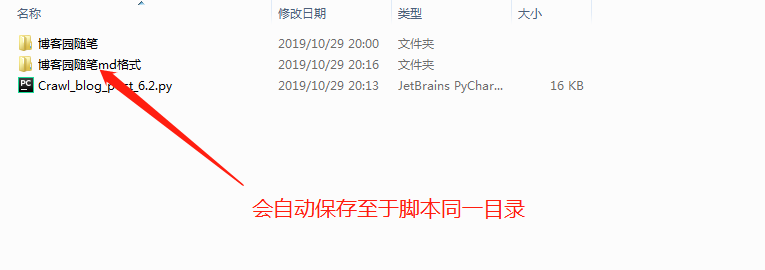 名称 修改日期 类型 大小
博客园随笔 2019/10/29 20:00 文件夹
博客园随笔md格式 2019/10/29 20:16 文件夹
Crawl_blog_post_6.2.py 2019/10/29 20:13 JetBrains PyChar... 16 KB
会自动保存至于脚本同一目录